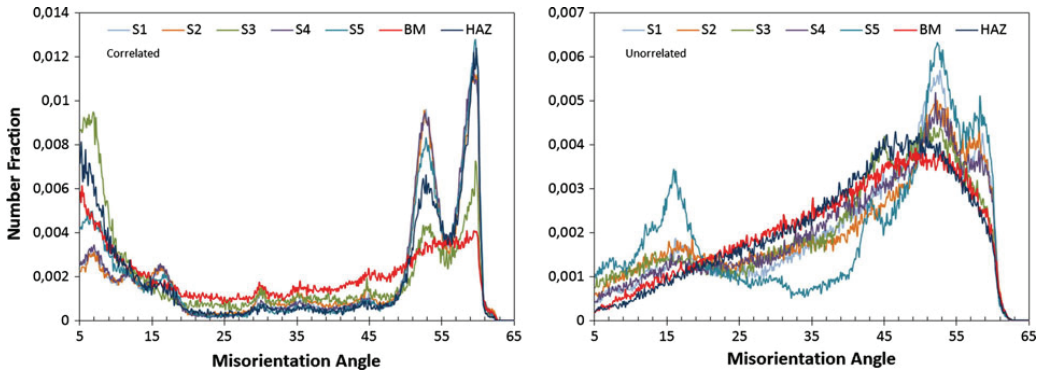 S1 S2 S3 S4 S5 BM HAZ
Correlated
Number Fraction
0,014
0,012
0,01
0,008
0,006
0,004
0,002
0
5 15 25 35 45 55 65
Misorientation Angle
S1 S2 S3 S4 S5 BM HAZ
Unorrelated
0,007
0,006
0,005
0,004
0,003
0,002
0,001
0
5 15 25 35 45 55 65
Misorientation Angle